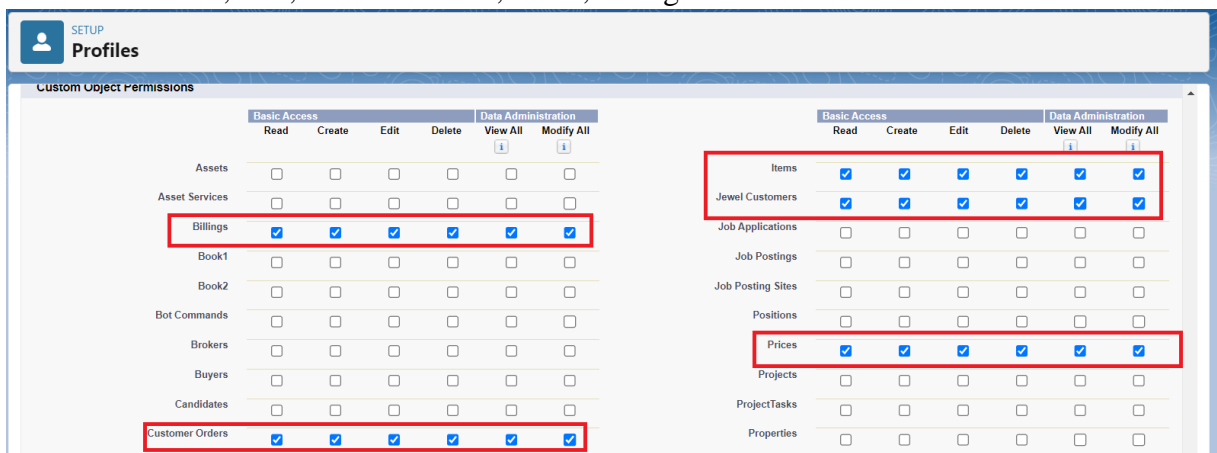 SETUP
Profiles
Custom Object Permissions
Basic Access Data Administration
Read Create Edit Delete View All Modify All
Assets
Asset Services
Billings
Book1
Book2
Bot Commands
Brokers
Buyers
Candidates
Customer Orders
Basic Access Data Administration
Read Create Edit Delete View All Modify All
Items
Jewel Customers
Job Applications
Job Postings
Job Posting Sites
Positions
Prices
Projects
ProjectTasks
Properties